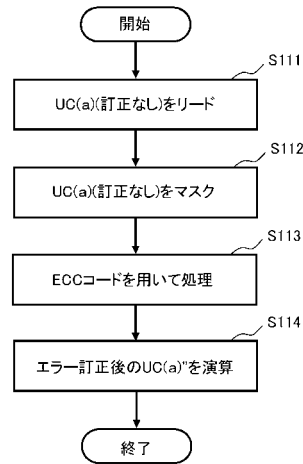 開始
S111
UC(a)(訂正なし)をリード
S112
UC(a)(訂正なし)をマスク
S113
ECCコードを用いて処理
S114
エラー訂正後のUC(a)"を演算
終了